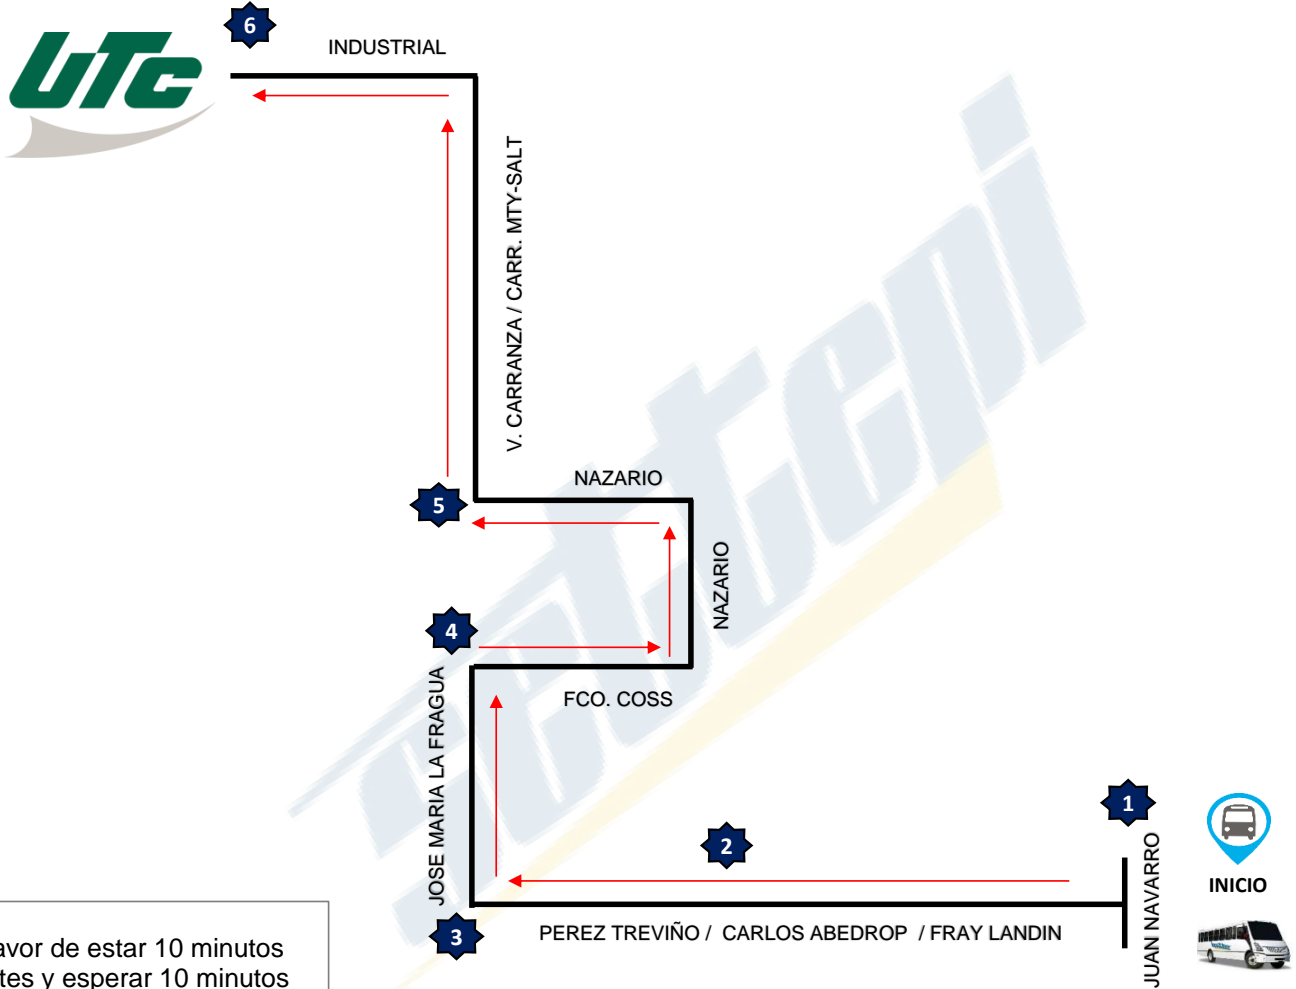 UTC
6
INDUSTRIAL
V. CARRANZA / CARR. MTY-SALT
NAZARIO
5
NAZARIO
4
FCO. COSS
JOSE MARIA LA FRAGUA
1
2
INICIO
3
PEREZ TREVIÑO / CARLOS ABEDROP / FRAY LANDIN
JUAN NAVARRO
avor de estar 10 minutos
tes y esperar 10 minutos